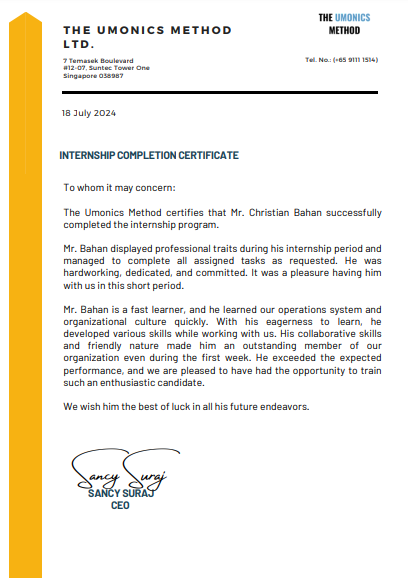 THE UMONICS METHOD
LTD.
7 Temasek Boulevard
#12-07, Suntec Tower One
Singapore 038987
THE UMONICS
METHOD
Tel. No.: (+65 9111 1514)
18 July 2024
INTERNSHIP COMPLETION CERTIFICATE
To whom it may concern:
The Umonics Method certifies that Mr. Christian Bahan successfully
completed the internship program.
Mr. Bahan displayed professional traits during his internship period and
managed to complete all assigned tasks as requested. He was
hardworking, dedicated, and committed. It was a pleasure having him
with us in this short period.
Mr. Bahan is a fast learner, and he learned our operations system and
organizational culture quickly. With his eagerness to learn, he
developed various skills while working with us. His collaborative skills
and friendly nature made him an outstanding member of our
organization even during the first week. He exceeded the expected
performance, and we are pleased to have had the opportunity to train
such an enthusiastic candidate.
We wish him the best of luck in all his future endeavors.
Sancy Suraj
SANCY SURAJ
CEO